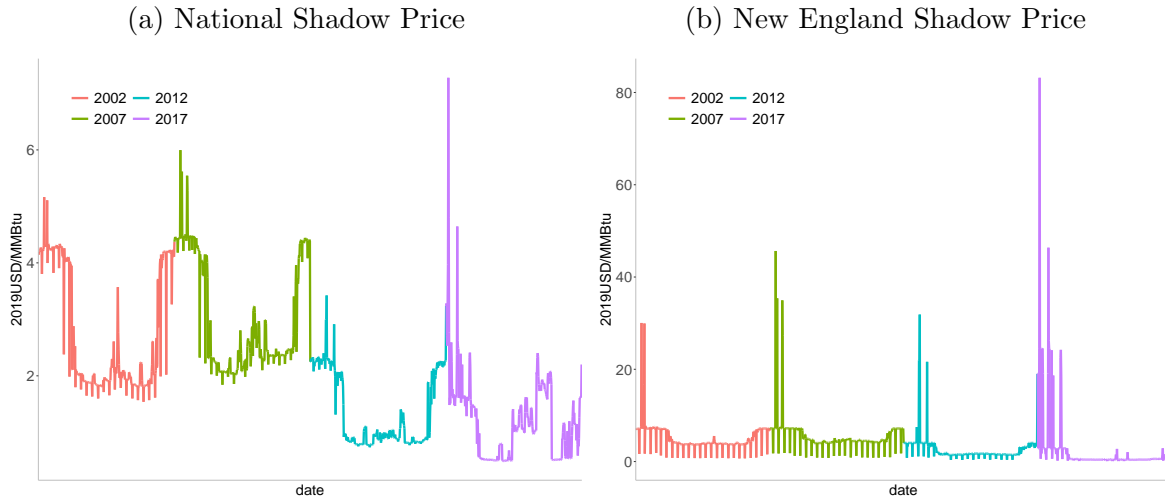 (a) National Shadow Price
2002 2012
2007 2017
6
4
2
2019USD/MMBtu
date
(b) New England Shadow Price
2002 2012
2007 2017
80
60
40
20
0
2019USD/MMBtu
date